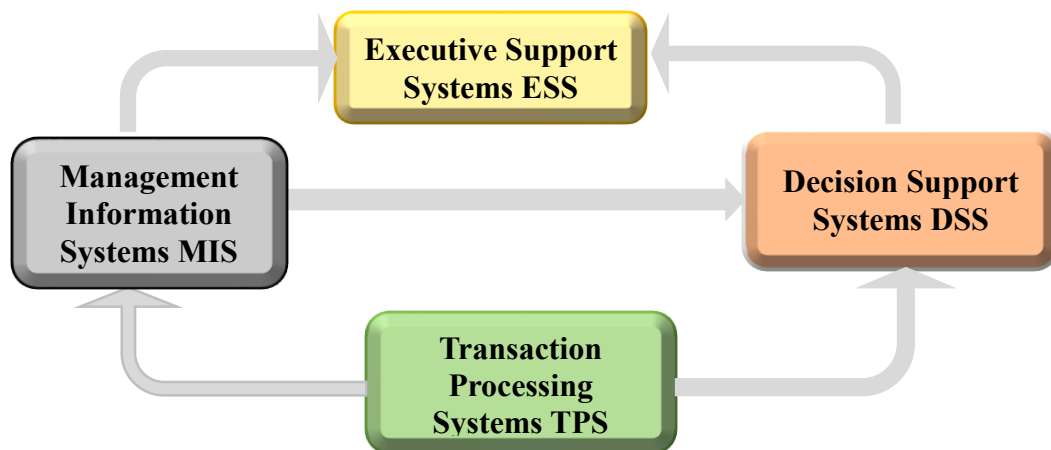 Executive Support
Systems ESS
Management
Information
Systems MIS
Decision Support
Systems DSS
Transaction
Processing
Systems TPS